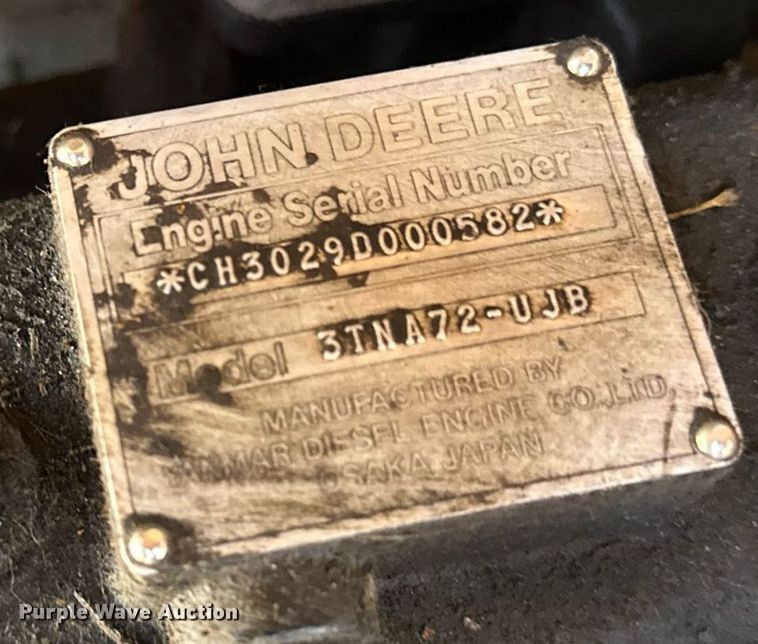 JOHN DEERE
Engine Serial Number
*CH3029D000582*
Model 3TNA72-UJB
MANUFACTURED BY
YANMAR DIESEL ENGINE CO.,LTD.
OSAKA JAPAN
Purple Wave Auction